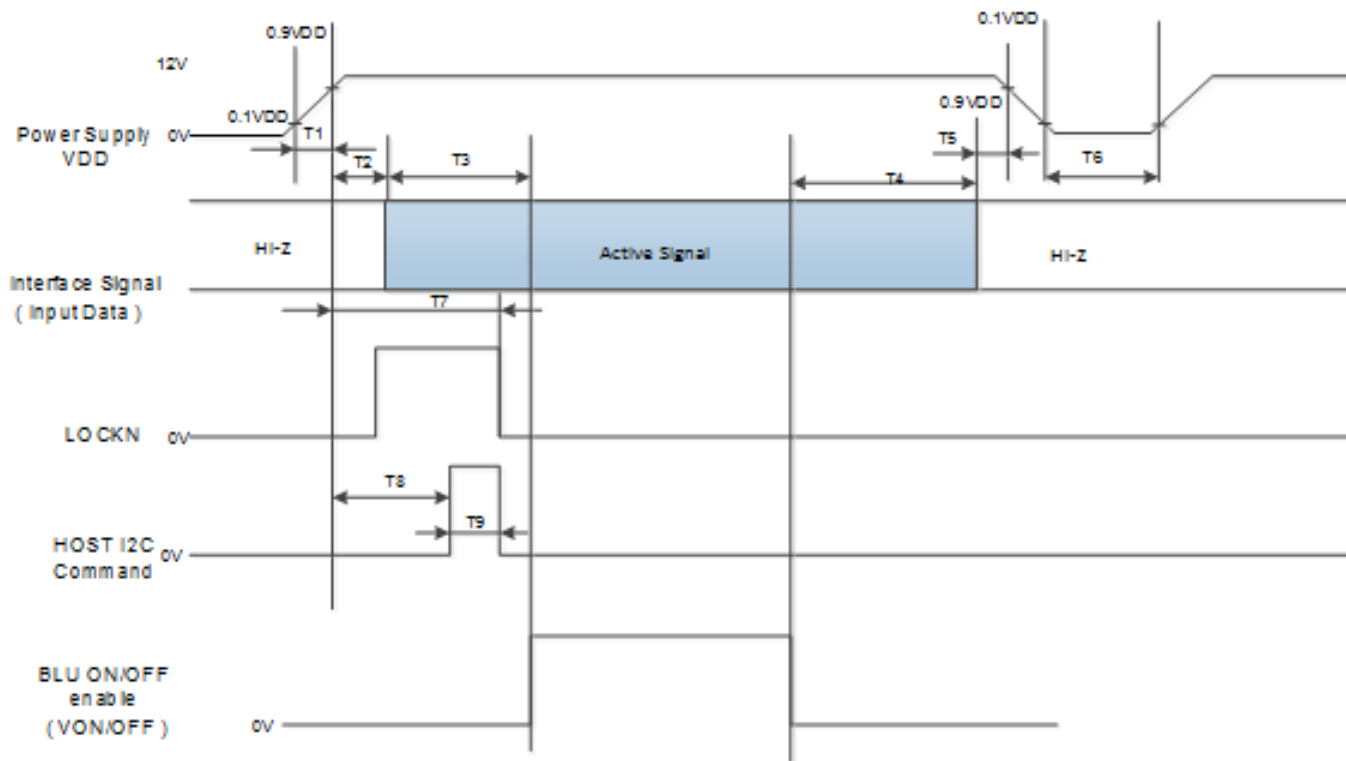 0.9VDD
0.1VDD
12V
0.9VDD
0.1VDD
Power Supply
VDD
0V
T1
T2
T3
T4
T5
T6
HI-Z
Active Signal
HI-Z
Interface Signal
( Input Data )
T7
LOCKN
0V
T8
T9
HOST I2C
Command
0V
BLU ON/OFF
enable
( VON/OFF )
0V